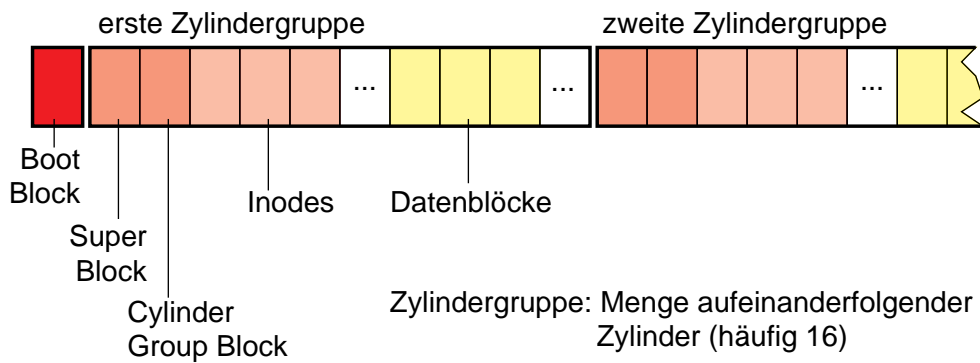 erste Zylindergruppe
zweite Zylindergruppe
...
...
...
Boot
Block
Inodes
Datenblöcke
Super
Block
Cylinder
Group Block
Zylindergruppe: Menge aufeinanderfolgender
Zylinder (häufig 16)